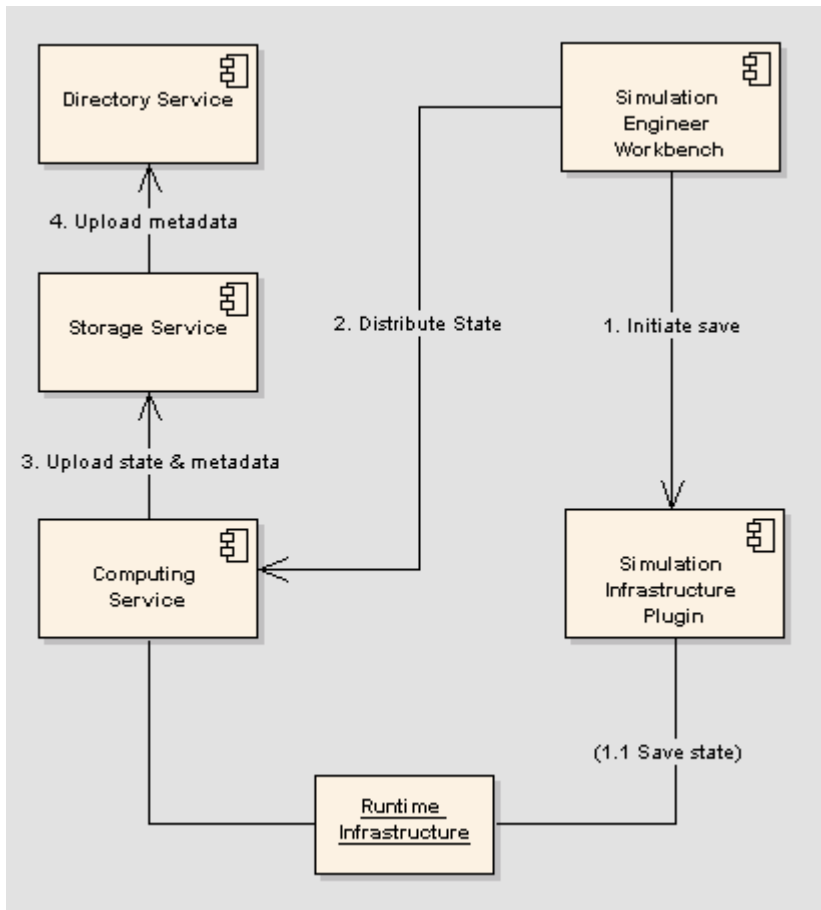 Directory Service
Simulation
Engineer
Workbench
4. Upload metadata
Storage Service
2. Distribute State
1. Initiate save
3. Upload state & metadata
Computing
Service
Simulation
Infrastructure
Plugin
(1.1 Save state)
Runtime
Infrastructure